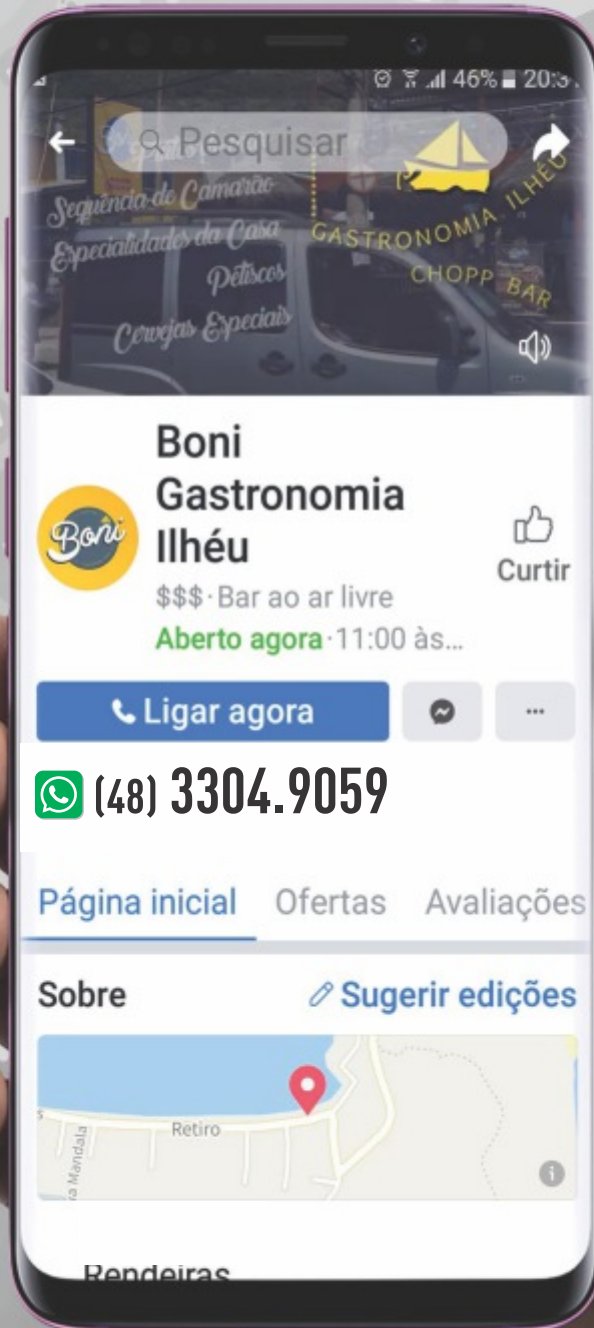 46% 20:3
Pesquisar
Sequência de Camarão
Especialidades da Casa
Petiscos
Cervejas Especiais
GASTRONOMIA ILHÉU
CHOPP BAR
Boni
Gastronomia
Ilhéu
Boni
Curtir
$$$·Bar ao ar livre
Aberto agora·11:00 às...
Ligar agora
(48) 3304.9059
Página inicial Ofertas Avaliações
Sobre Sugerir edições
Retiro
a Mandala
Rendeiras